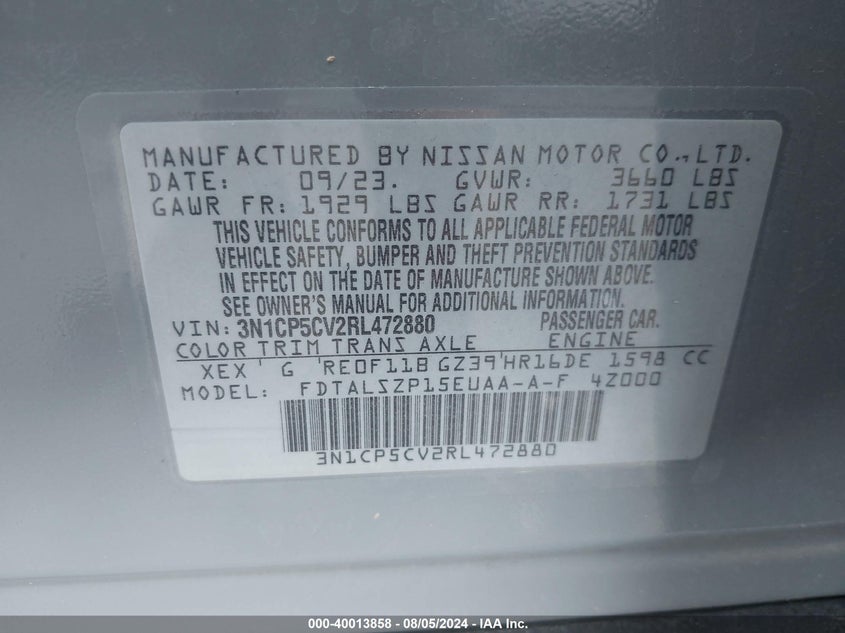 MANUFACTURED BY NISSAN MOTOR CO.,LTD.
DATE: 09/23. GVWR: 3660 LBS
GAWR FR: 1929 LBS GAWR RR: 1731 LBS
THIS VEHICLE CONFORMS TO ALL APPLICABLE FEDERAL MOTOR
VEHICLE SAFETY, BUMPER AND THEFT PREVENTION STANDARDS
IN EFFECT ON THE DATE OF MANUFACTURE SHOWN ABOVE.
SEE OWNER'S MANUAL FOR ADDITIONAL INFORMATION.
VIN: 3N1CP5CV2RL472880 PASSENGER CAR.
COLOR TRIM TRANS AXLE ENGINE
XEX G RE0F11B GZ39 HR16DE 1598 CC
MODEL: FDTALSZP15EUAA-A-F 4Z000
3N1CP5CV2RL472880
000-40013858 - 08/05/2024 - IAA Inc.